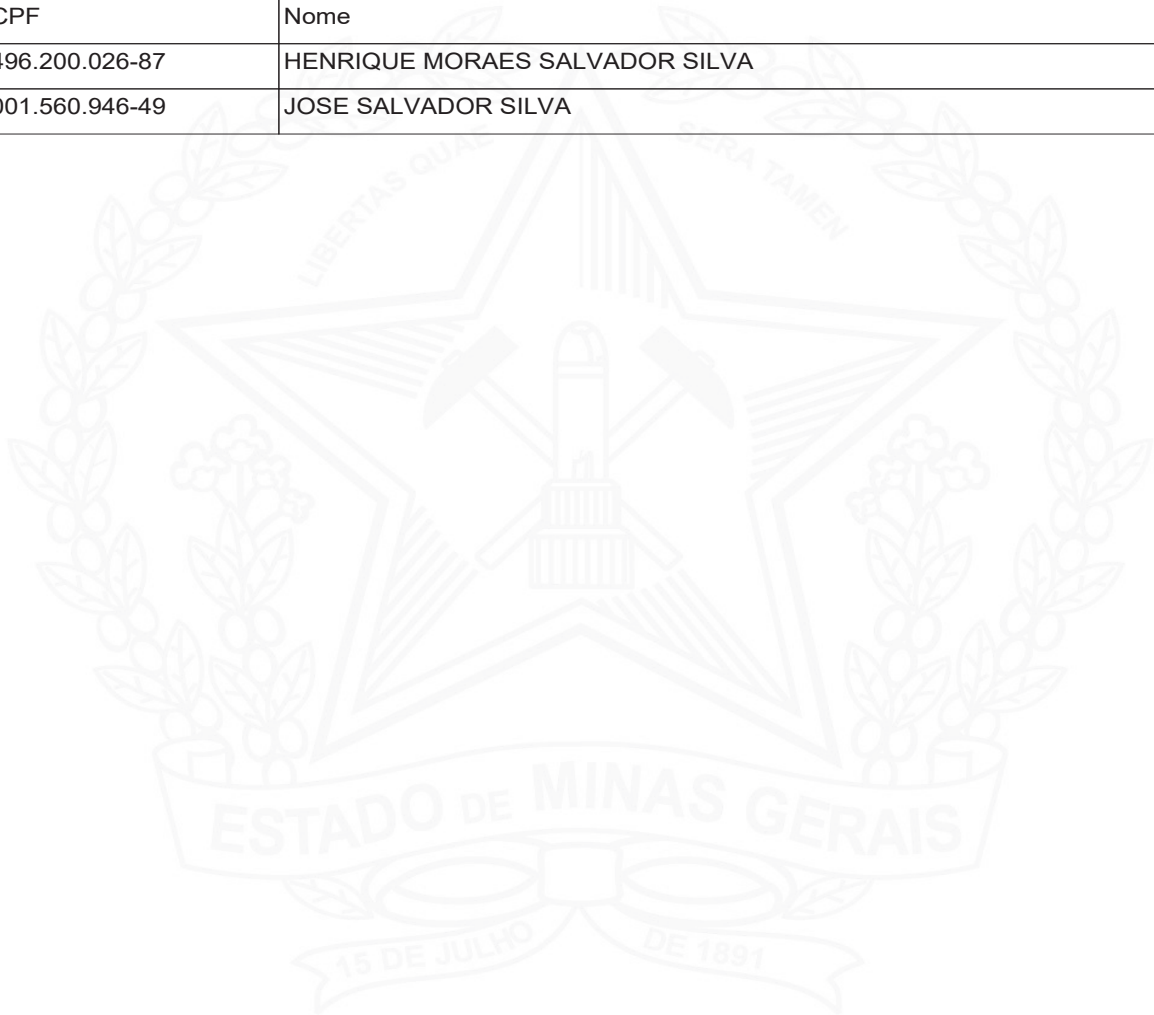 CPF Nome
496.200.026-87 HENRIQUE MORAES SALVADOR SILVA
001.560.946-49 JOSE SALVADOR SILVA
LIBERTAS QUAE SERA TAMEN
ESTADO DE MINAS GERAIS
15 DE JULHO DE 1891